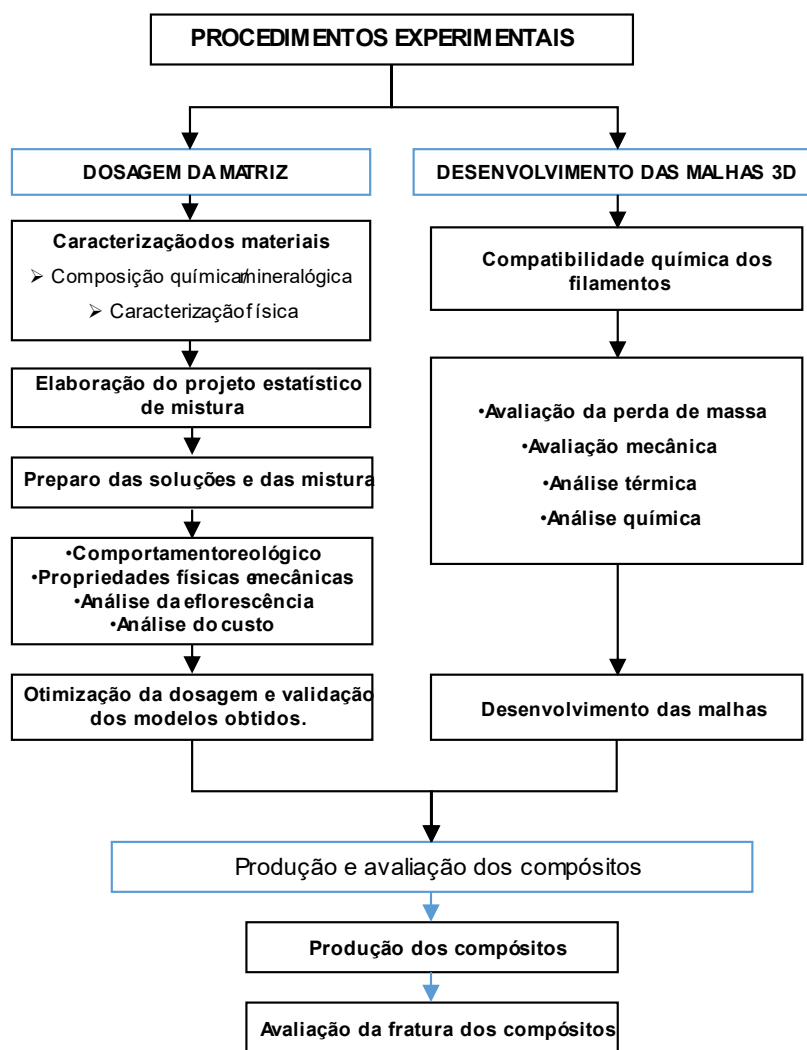 PROCEDIMENTOS EXPERIMENTAIS
DOSAGEM DA MATRIZ
Caracterizaçãodos materiais
➢ Composição química/mineralógica
➢ Caracterização física
Elaboração do projeto estatístico
de mistura
Preparo das soluções e das mistura
•Comportamentoreológico
•Propriedades físicas emecânicas
•Análise da eflorescência
•Análise do custo
Otimização da dosagem e validação
dos modelos obtidos.
DESENVOLVIMENTO DAS MALHAS 3D
Compatibilidade química dos
filamentos
•Avaliação da perda de massa
•Avaliação mecânica
•Análise térmica
•Análise química
Desenvolvimento das malhas
Produção e avaliação dos compósitos
Produção dos compósitos
Avaliação da fratura dos compósitos